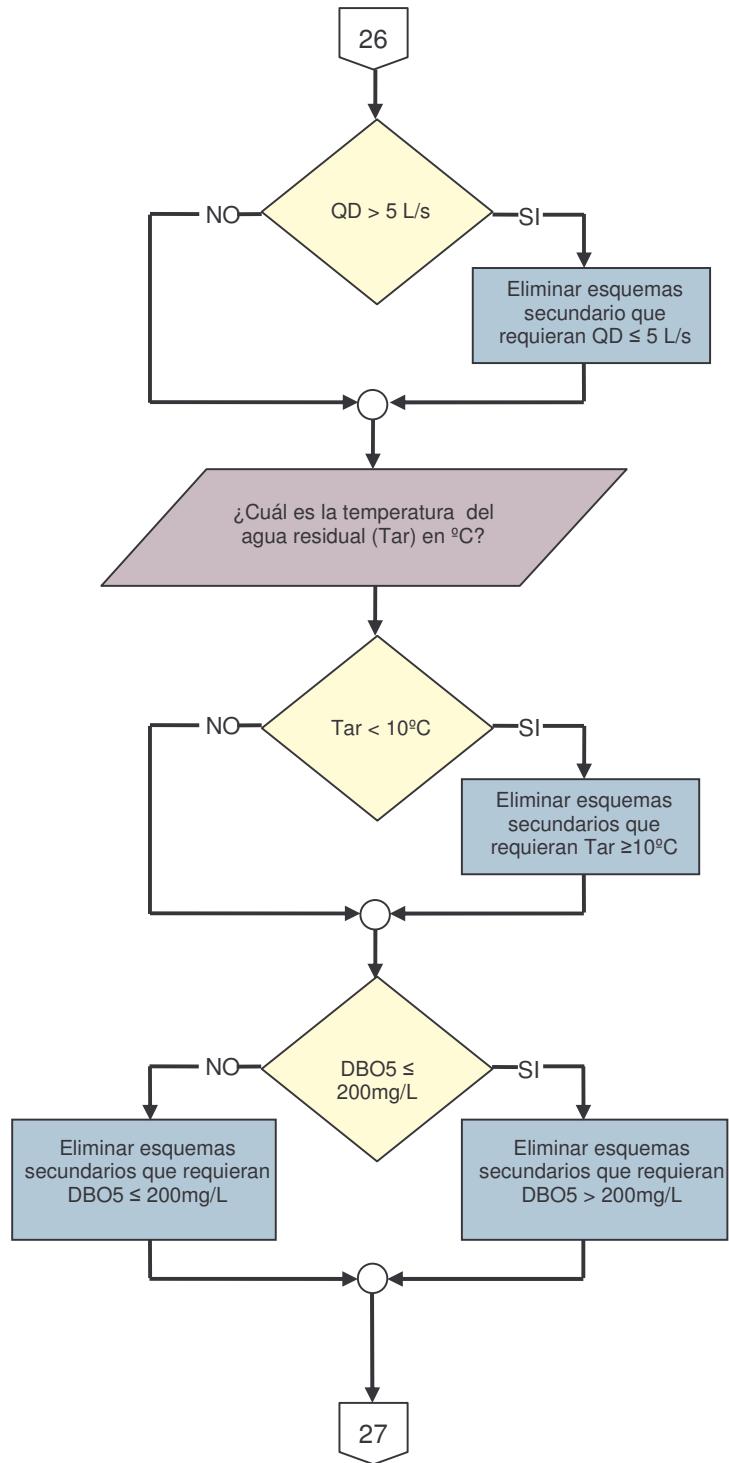 26
QD > 5 L/s
NO
SI
Eliminar esquemas
secundario que
requieran QD ≤ 5 L/s
¿Cuál es la temperatura del
agua residual (Tar) en ºC?
Tar < 10ºC
NO
SI
Eliminar esquemas
secundarios que
requieran Tar ≥10ºC
DBO5 ≤
200mg/L
NO
SI
Eliminar esquemas
secundarios que requieran
DBO5 ≤ 200mg/L
Eliminar esquemas
secundarios que requieran
DBO5 > 200mg/L
27